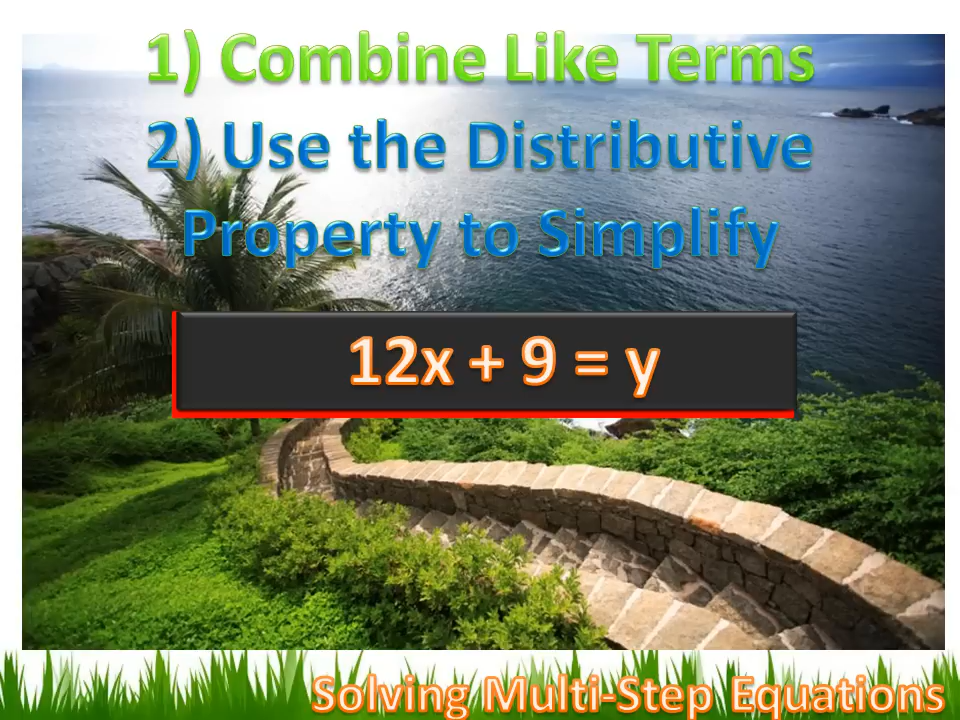 1) Combine Like Terms
2) Use the Distributive
Property to Simplify
12x + 9 = y
Solving Multi-Step Equations